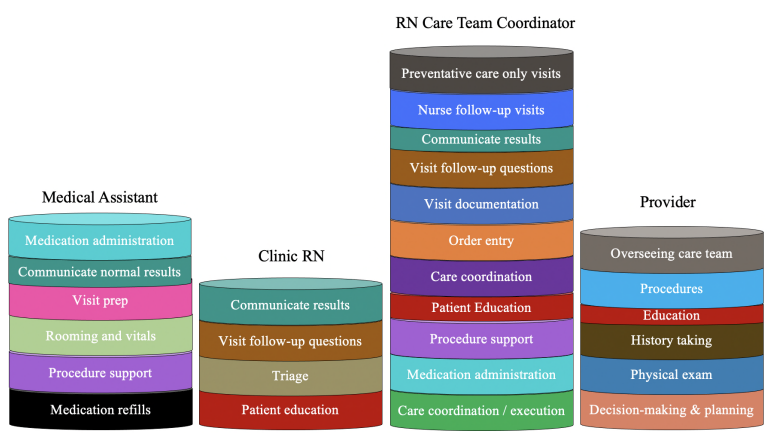 RN Care Team Coordinator
Preventative care only visits
Nurse follow-up visits
Communicate results
Visit follow-up questions
Visit documentation
Order entry
Care coordination
Patient Education
Procedure support
Medication administration
Care coordination / execution
Medical Assistant
Medication administration
Communicate normal results
Visit prep
Rooming and vitals
Procedure support
Medication refills
Clinic RN
Communicate results
Visit follow-up questions
Triage
Patient education
Provider
Overseeing care team
Procedures
Education
History taking
Physical exam
Decision-making & planning